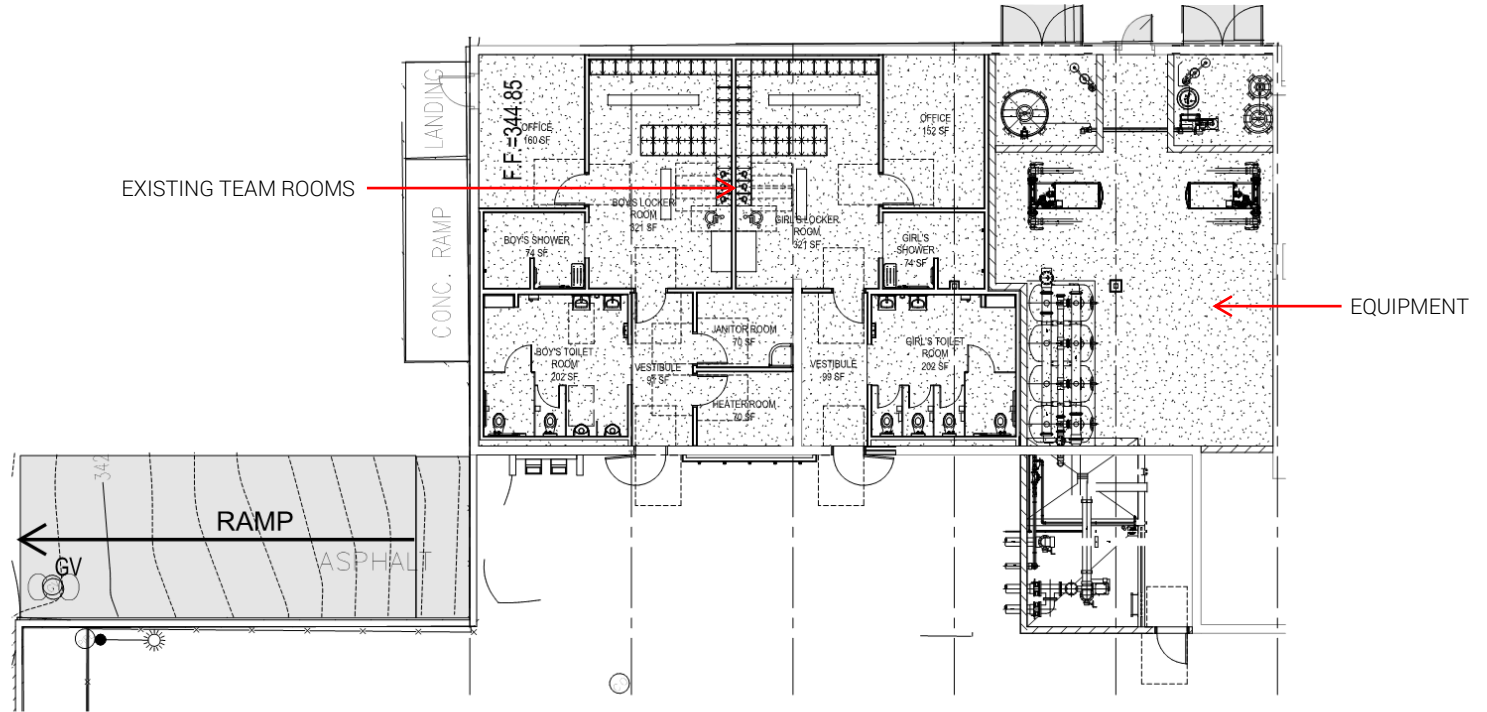 LANDING
F.F.=344.85
OFFICE
160 SF
OFFICE
152 SF
EXISTING TEAM ROOMS
CONC. RAMP
BOY'S LOCKER
ROOM
321 SF
GIRL'S LOCKER
ROOM
321 SF
BOY'S SHOWER
74 SF
GIRL'S
SHOWER
74 SF
EQUIPMENT
JANITOR ROOM
70 SF
BOY'S TOILET
ROOM
202 SF
VESTIBULE
VESTIBULE
99 SF
GIRL'S TOILET
ROOM
202 SF
HEATER ROOM
70 SF
342
RAMP
ASPHALT
GV